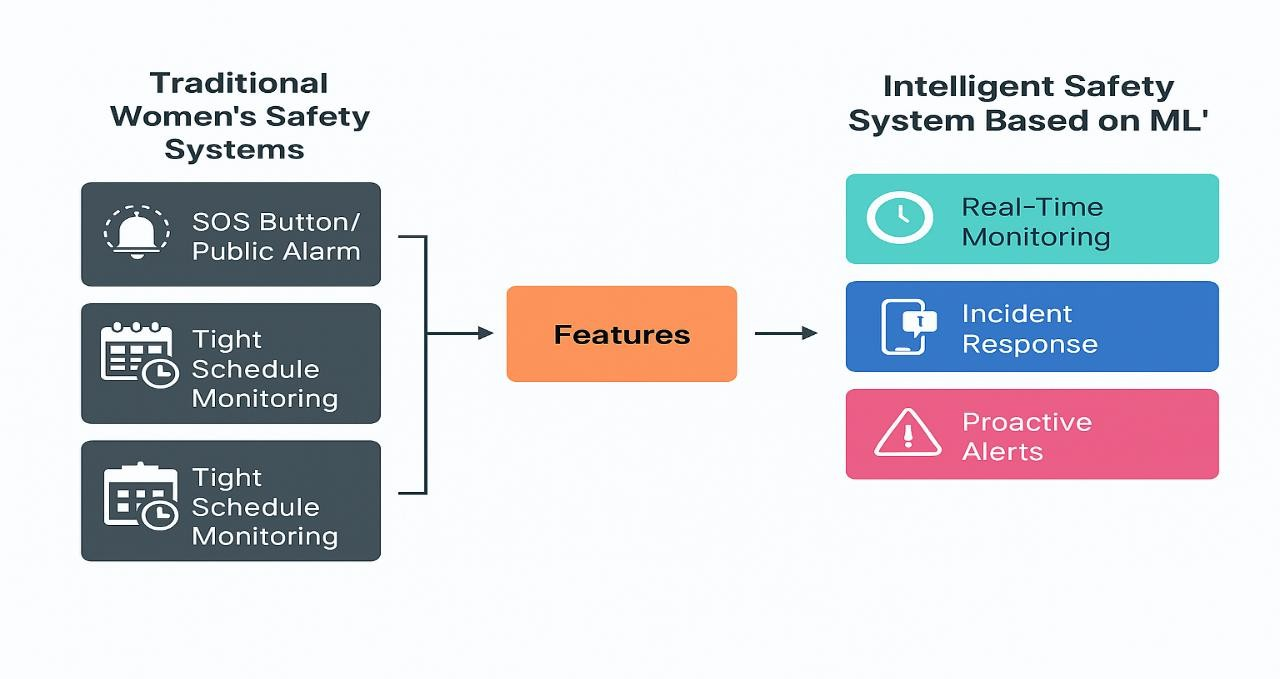 Traditional
Women's Safety
Systems
SOS Button/
Public Alarm
Tight
Schedule
Monitoring
Tight
Schedule
Monitoring
Features
Intelligent Safety
System Based on ML'
Real-Time
Monitoring
Incident
Response
Proactive
Alerts